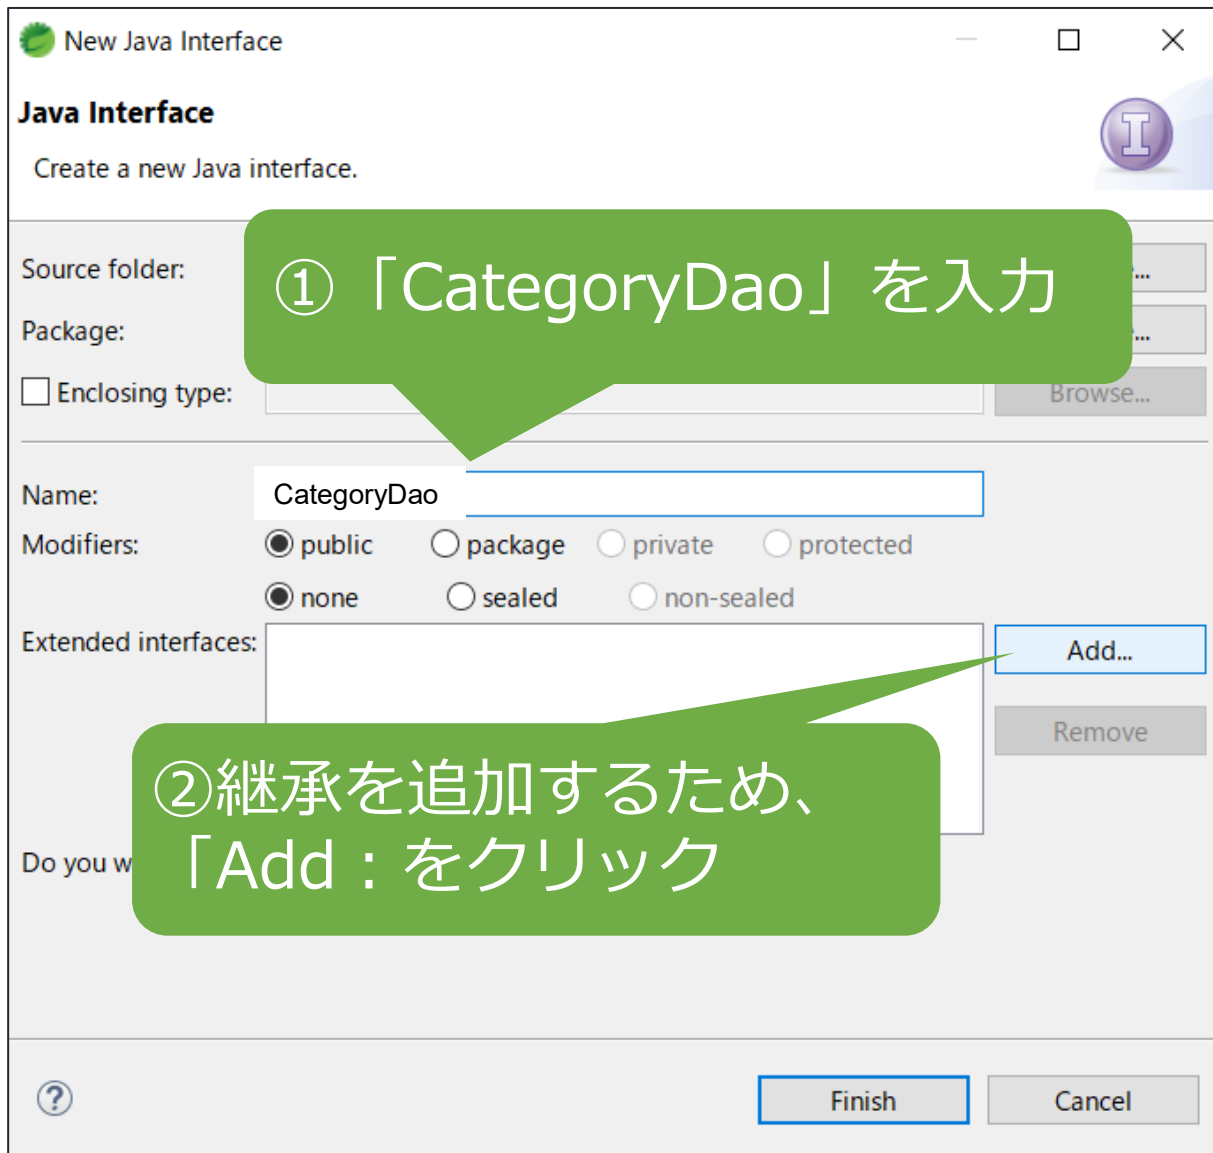 New Java Interface
Java Interface
Create a new Java interface.
Source folder:
①「CategoryDao」を入力
...
Package:
...
Enclosing type:
Browse...
Name:
CategoryDao
Modifiers:
public
package
private
protected
none
sealed
non-sealed
Extended interfaces:
Add...
Remove
②継承を追加するため、
「Add：をクリック
Do you w
Finish
Cancel